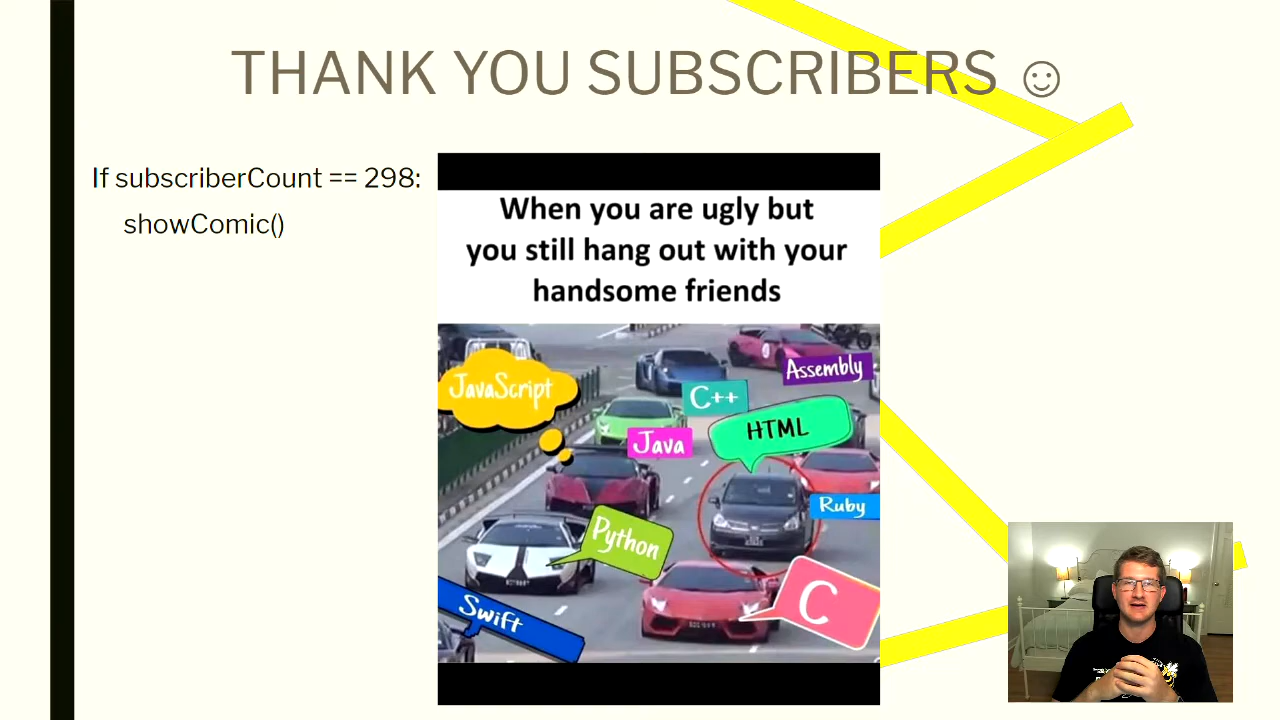 THANK YOU SUBSCRIBERS ☺
If subscriberCount == 298:
showComic()
When you are ugly but
you still hang out with your
handsome friends
JavaScript
Assembly
C++
HTML
Java
Ruby
Python
C
Swift